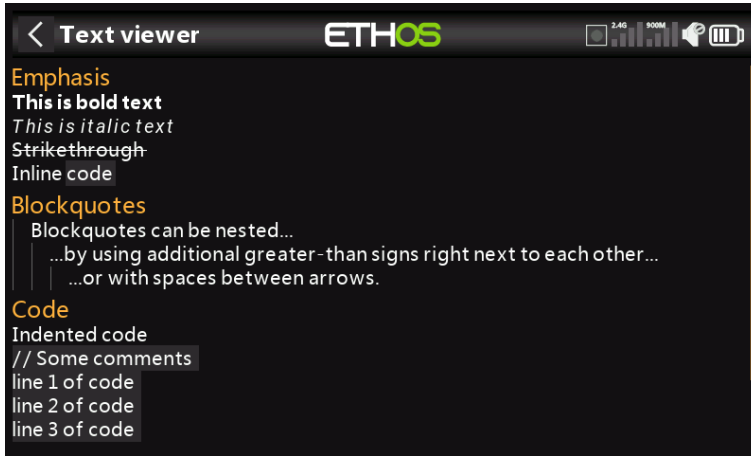 Text viewer
ETHOS
2.4G
900M
Emphasis
This is bold text
This is italic text
Strikethrough
Inline code
Blockquotes
Blockquotes can be nested...
...by using additional greater-than signs right next to each other...
...or with spaces between arrows.
Code
Indented code
// Some comments
line 1 of code
line 2 of code
line 3 of code